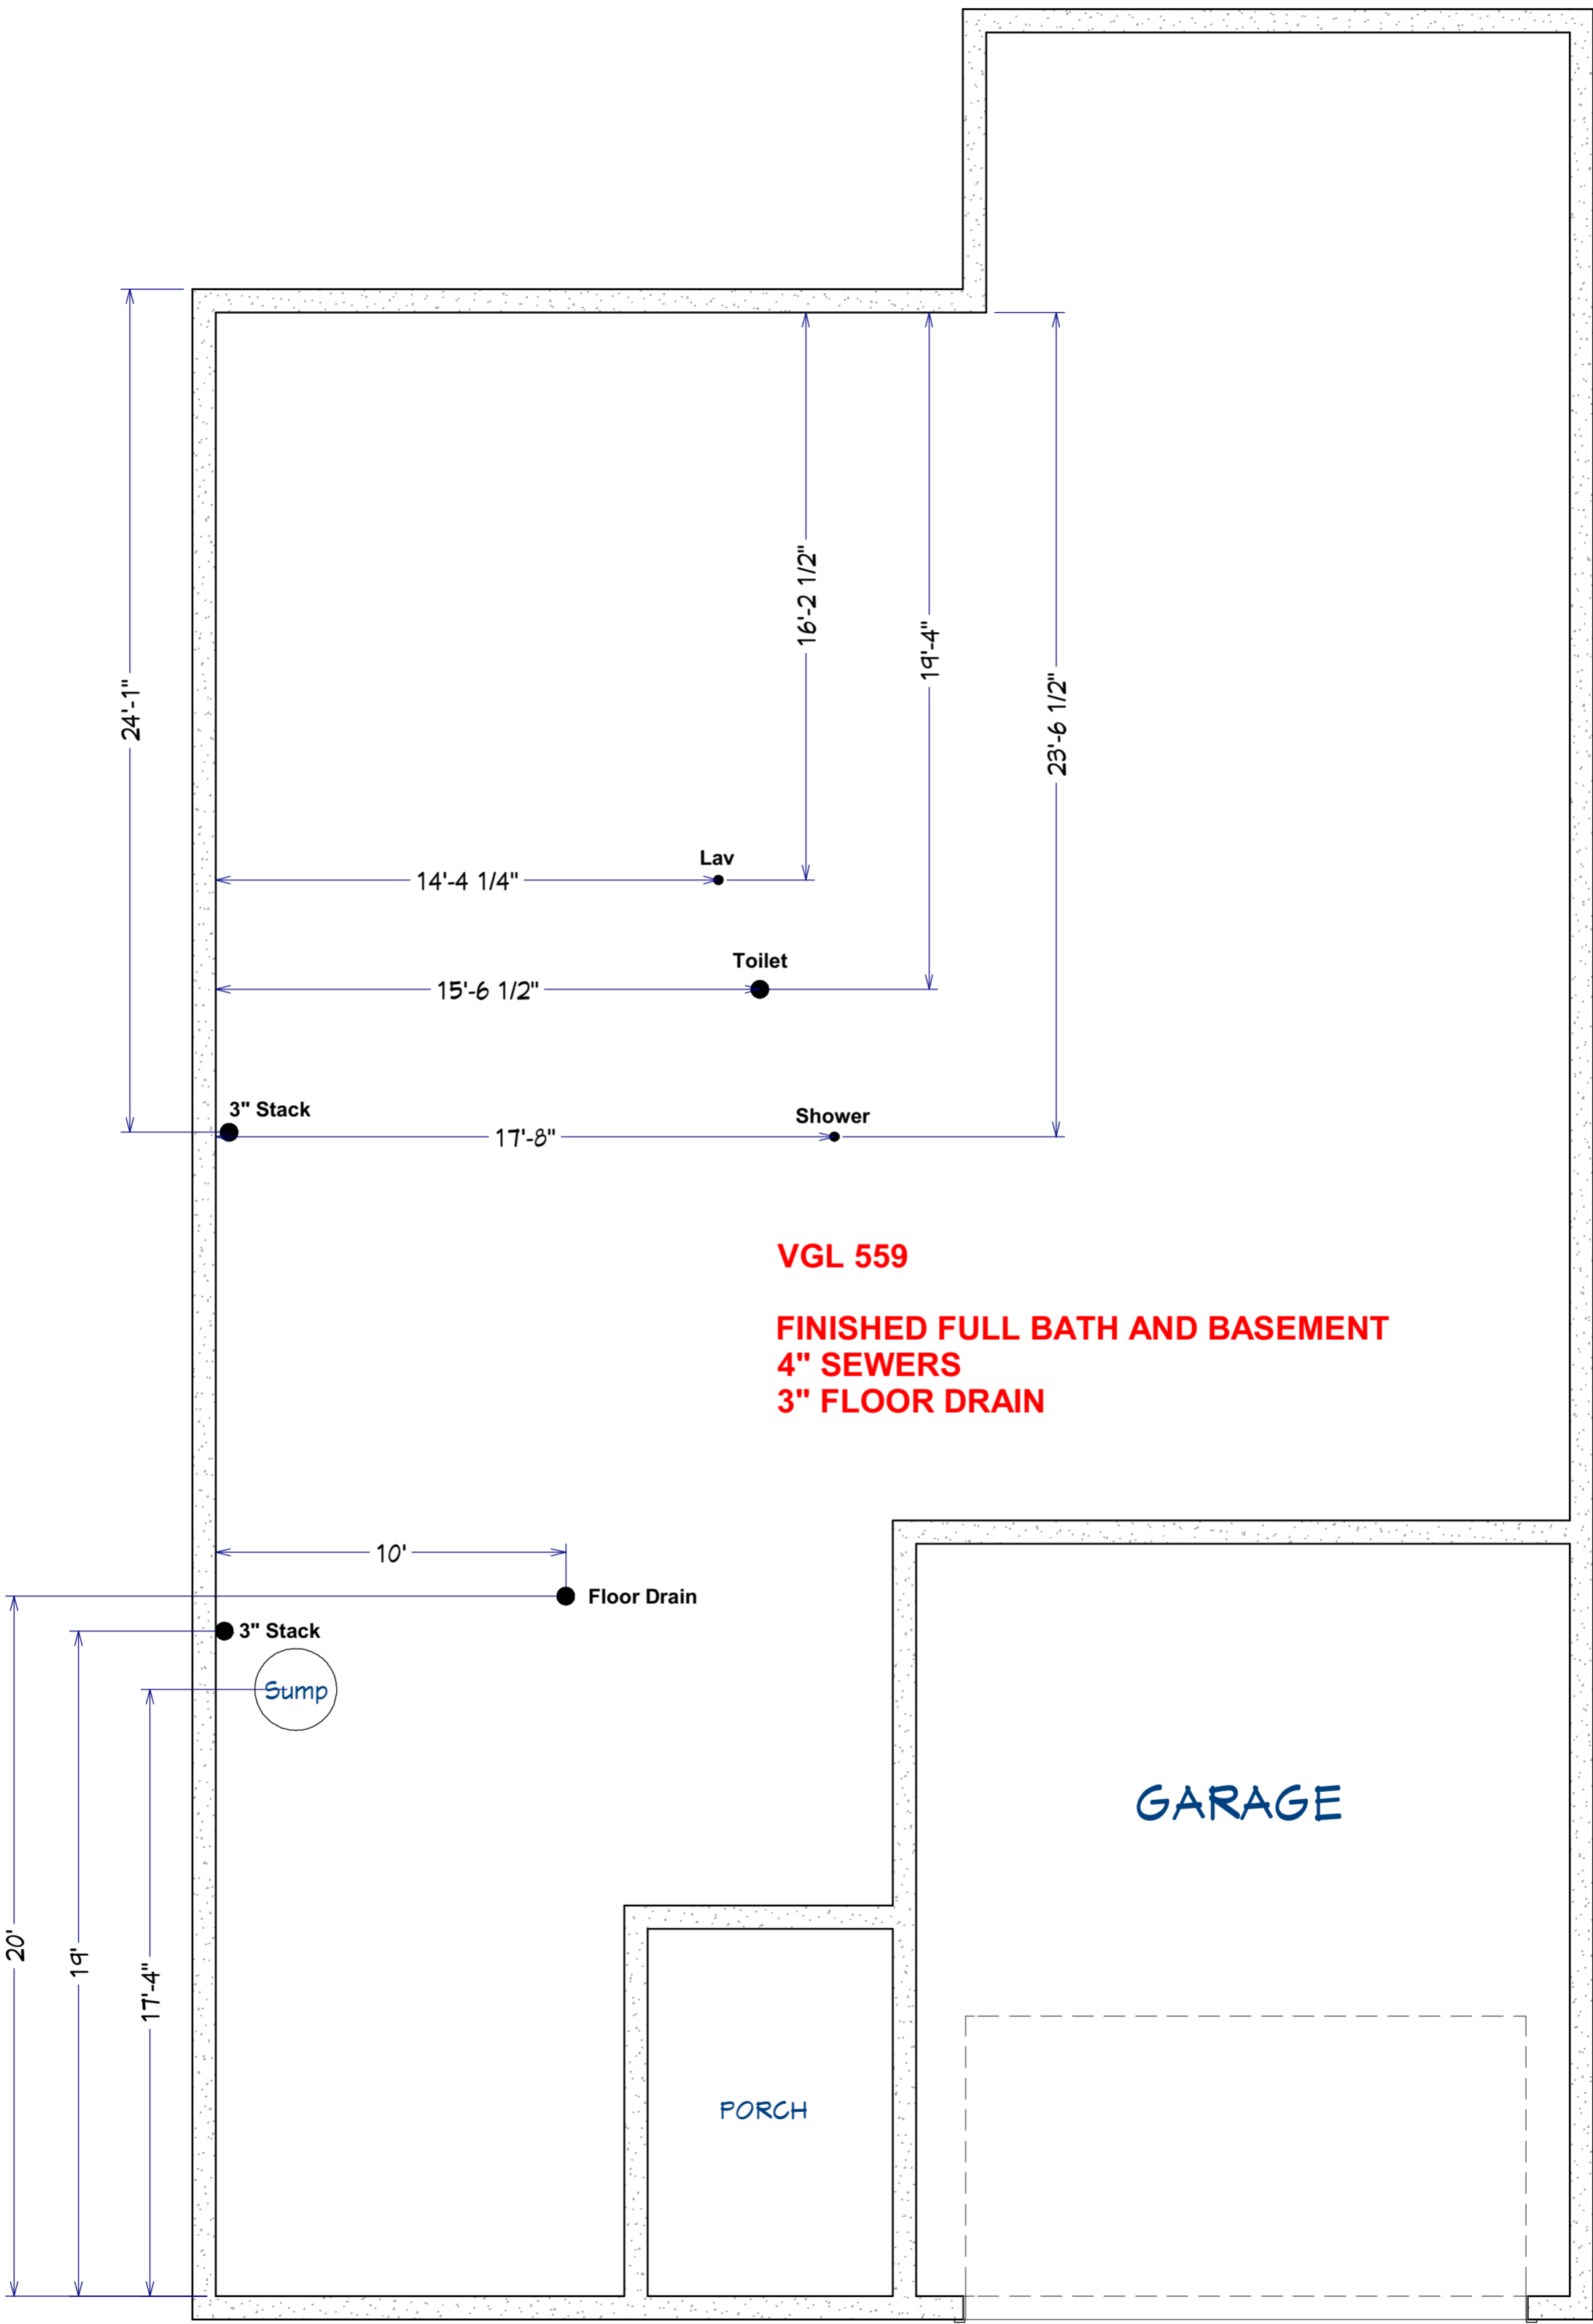 16'-2 1/2"
19'-4"
24'-1"
23'-6 1/2"
Lav
14'-4 1/4"
Toilet
15'-6 1/2"
3" Stack
Shower
17'-8"
VGL 559
FINISHED FULL BATH AND BASEMENT
4" SEWERS
3" FLOOR DRAIN
10'
Floor Drain
3" Stack
Sump
GARAGE
20'
19'
17'-4"
PORCH